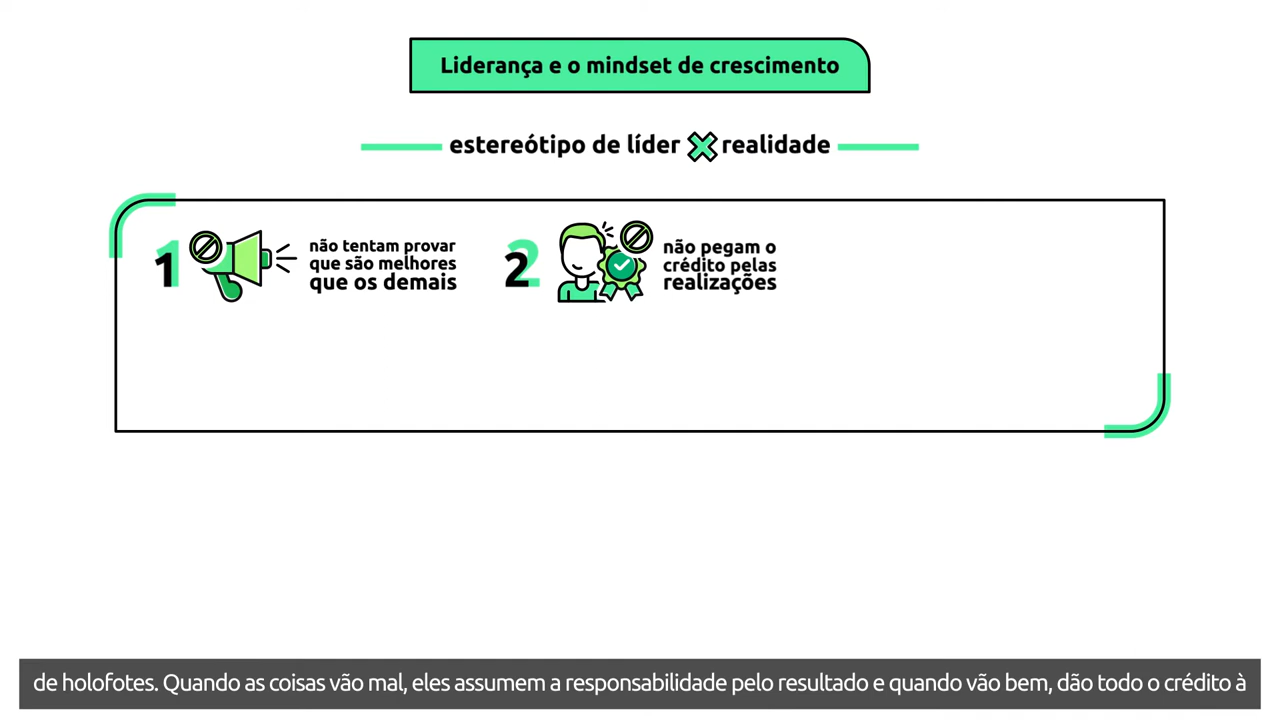 Liderança e o mindset de crescimento
estereótipo de líder realidade
1
não tentam provar
que são melhores
que os demais
2
não pegam o
crédito pelas
realizações
de holofotes. Quando as coisas vão mal, eles assumem a responsabilidade pelo resultado e quando vão bem, dão todo o crédito à